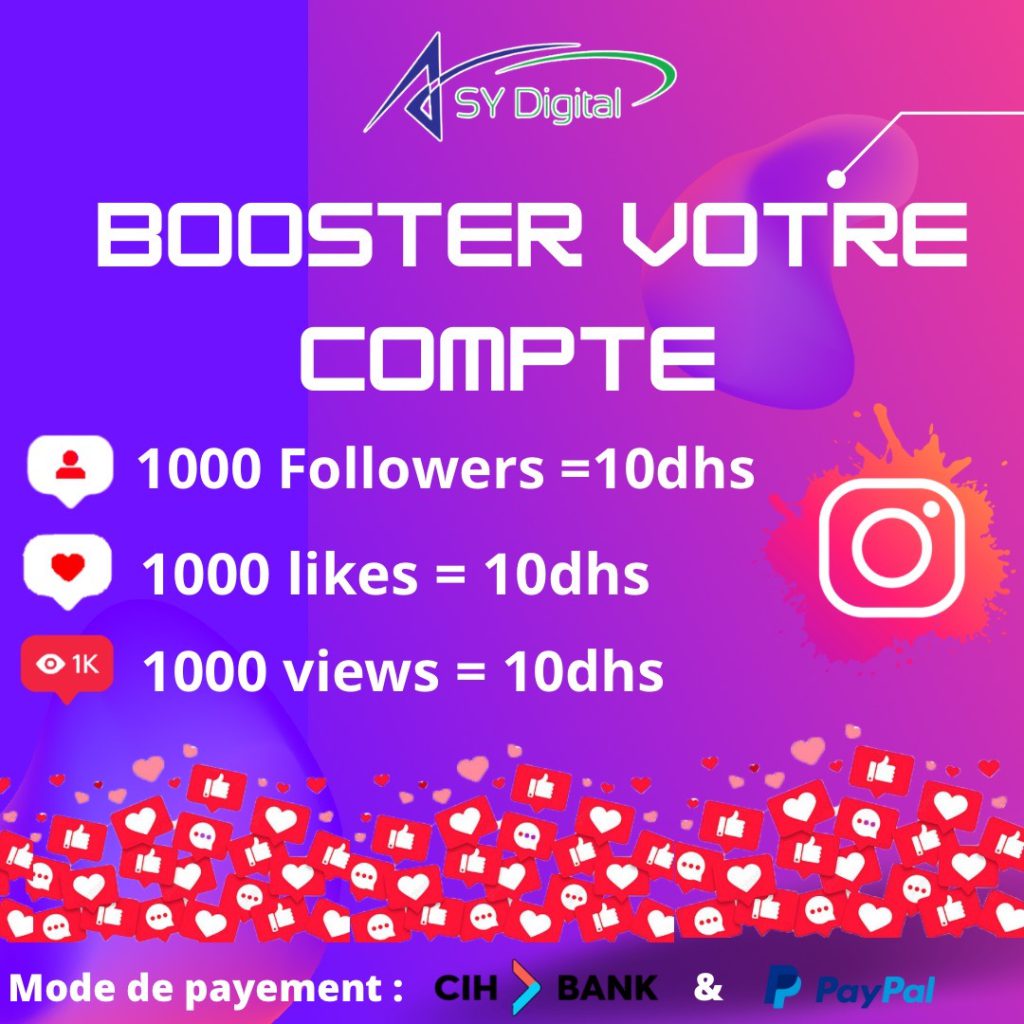 ASY Digital
BOOSTER VOTRE
COMPTE
1000 Followers =10dhs
1000 likes = 10dhs
1K
1000 views = 10dhs
Mode de payement : CIH BANK & PayPal